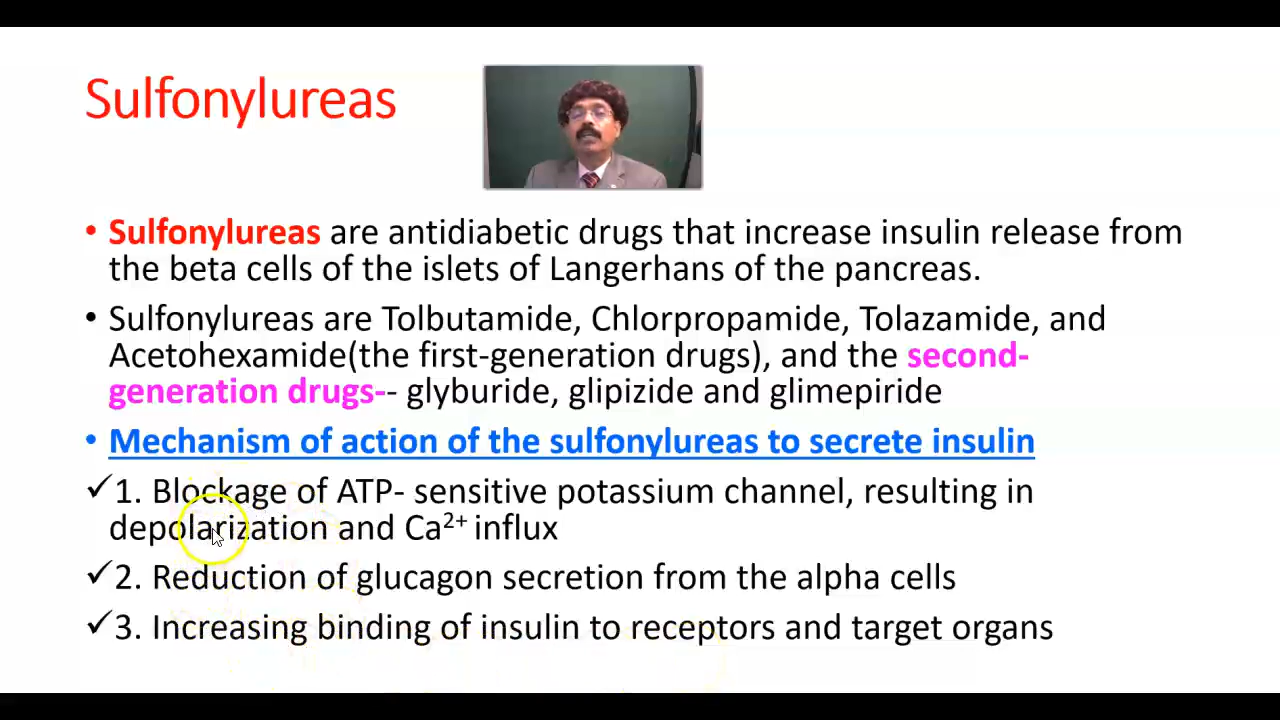 Sulfonylureas
• Sulfonylureas are antidiabetic drugs that increase insulin release from
the beta cells of the islets of Langerhans of the pancreas.
• Sulfonylureas are Tolbutamide, Chlorpropamide, Tolazamide, and
Acetohexamide(the first-generation drugs), and the second-
generation drugs-- glyburide, glipizide and glimepiride
• Mechanism of action of the sulfonylureas to secrete insulin
✓1. Blockage of ATP- sensitive potassium channel, resulting in
depolarization and Ca²⁺ influx
✓2. Reduction of glucagon secretion from the alpha cells
✓3. Increasing binding of insulin to receptors and target organs